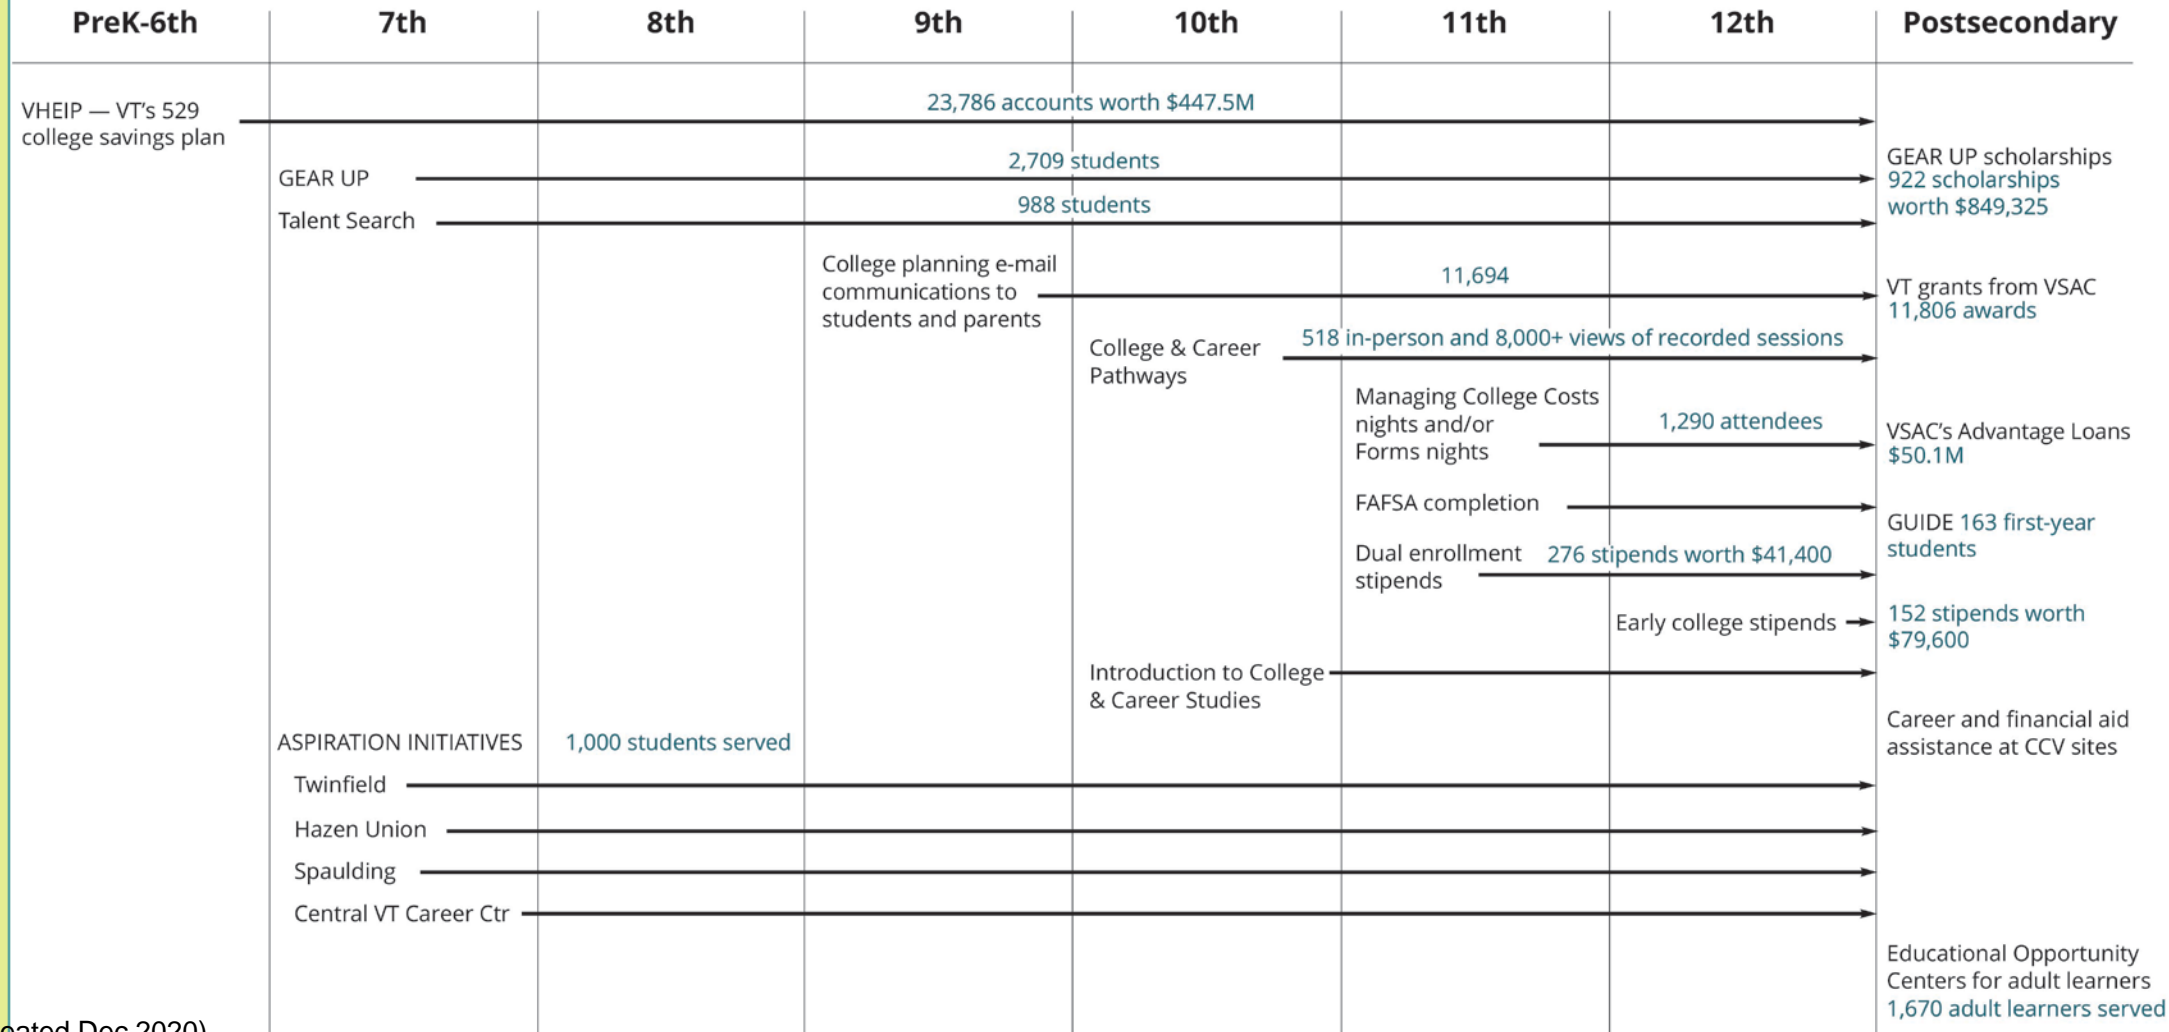 PreK-6th 7th 8th 9th 10th 11th 12th Postsecondary
VHEIP — VT's 529
college savings plan
23,786 accounts worth $447.5M
GEAR UP
2,709 students
GEAR UP scholarships
922 scholarships
worth $849,325
Talent Search
988 students
College planning e-mail
communications to
students and parents
11,694
VT grants from VSAC
11,806 awards
College & Career
Pathways
518 in-person and 8,000+ views of recorded sessions
Managing College Costs
nights and/or
Forms nights
1,290 attendees
VSAC's Advantage Loans
$50.1M
FAFSA completion
GUIDE 163 first-year
students
Dual enrollment
stipends
276 stipends worth $41,400
Early college stipends
152 stipends worth
$79,600
Introduction to College
& Career Studies
Career and financial aid
assistance at CCV sites
ASPIRATION INITIATIVES
1,000 students served
Twinfield
Hazen Union
Spaulding
Central VT Career Ctr
Educational Opportunity
Centers for adult learners
1,670 adult learners served
Dec 2020)